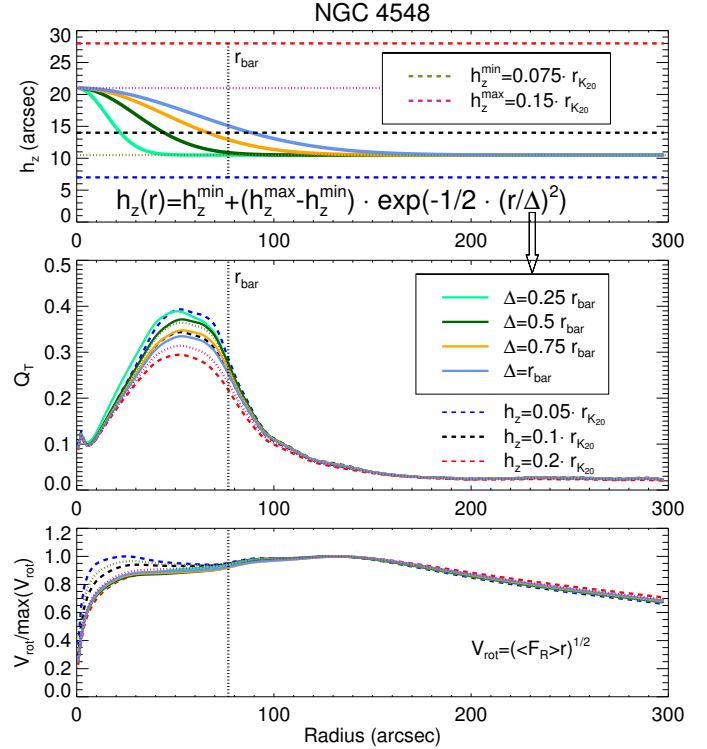 NGC 4548
30
25
20
15
10
5
0
h_z (arcsec)
r_bar
h_z^min=0.075· r_K20
h_z^max=0.15· r_K20
h_z(r)=h_z^min+(h_z^max-h_z^min) · exp(-1/2 · (r/Δ)^2)
0 100 200 300
0.5
0.4
0.3
0.2
0.1
0.0
Q_T
r_bar
Δ=0.25 r_bar
Δ=0.5 r_bar
Δ=0.75 r_bar
Δ=r_bar
h_z=0.05· r_K20
h_z=0.1· r_K20
h_z=0.2· r_K20
0 100 200 300
1.2
1.0
0.8
0.6
0.4
0.2
0.0
V_rot/max(V_rot)
V_rot=(<F_R>r)^1/2
0 100 200 300
Radius (arcsec)